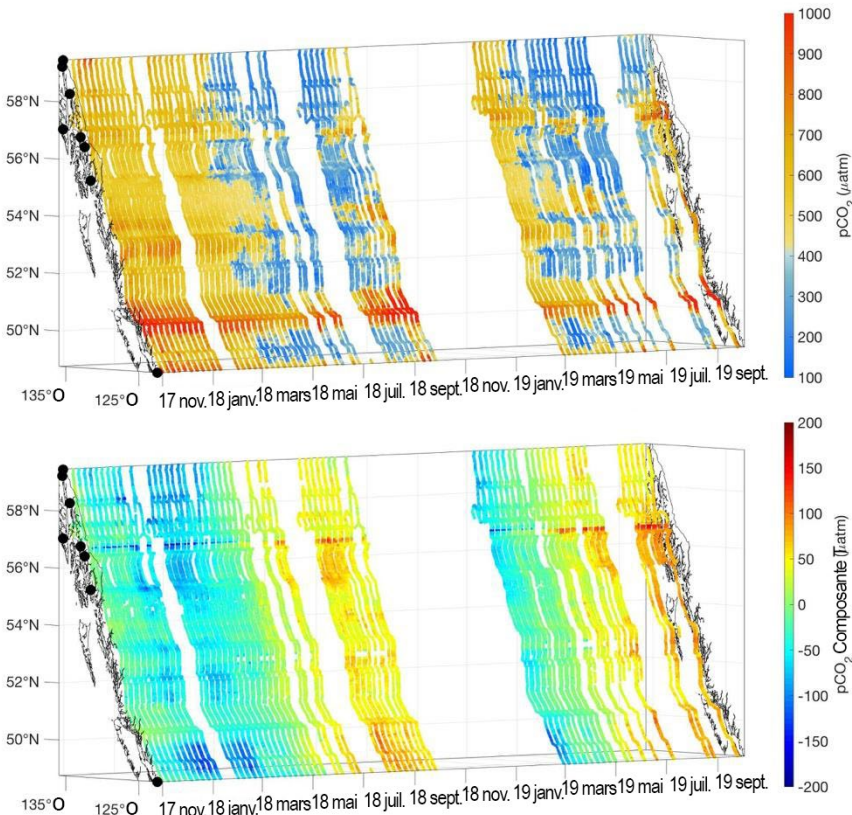 1000
900
800
700
600
500
400
300
200
100
pCO2 (µatm)
58°N
56°N
54°N
52°N
50°N
135°O
125°O
17 nov. 18 janv. 18 mars 18 mai 18 juil. 18 sept. 18 nov. 19 janv. 19 mars 19 mai 19 juil. 19 sept.
200
150
100
50
0
-50
-100
-150
-200
pCO2 Composante
58°N
56°N
54°N
52°N
50°N
135°O
125°O
17 nov. 18 janv. 18 mars 18 mai 18 juil. 18 sept. 18 nov. 19 janv. 19 mars 19 mai 19 juil. 19 sept.